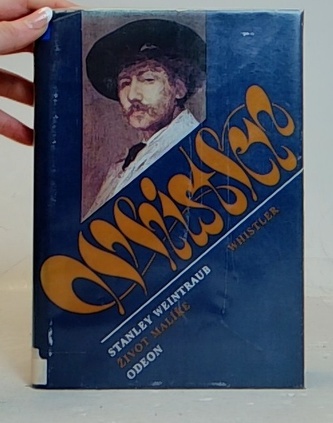 Whistler
WHISTLER
STANLEY WEINTRAUB
ŽIVOT MALÍŘE
ODEON